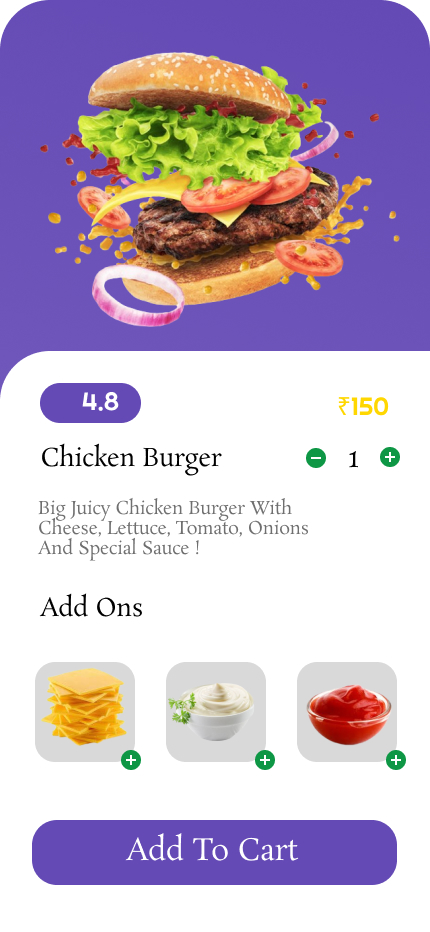 4.8
₹150
Chicken Burger
1
Big Juicy Chicken Burger With
Cheese, Lettuce, Tomato, Onions
And Special Sauce !
Add Ons
Add To Cart